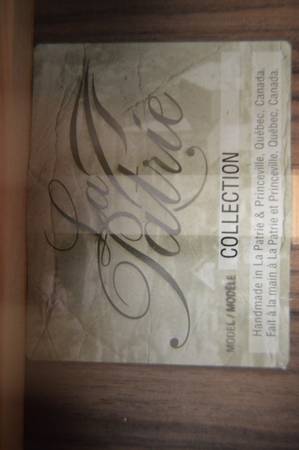 La
Patrie
MODEL / MODÈLE COLLECTION
Handmade in La Patrie & Princeville, Québec, Canada.
Fait à la main à La Patrie et Princeville, Québec, Canada.